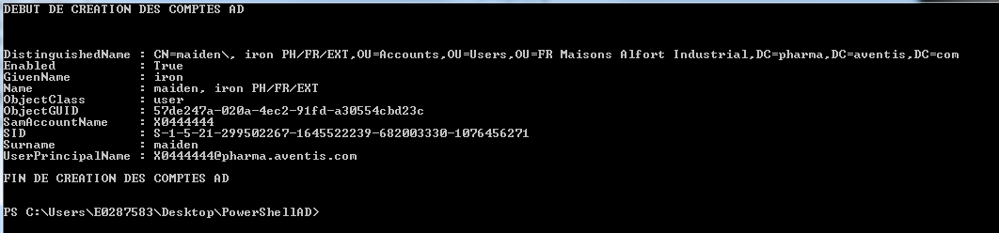 DEBUT DE CREATION DES COMPTES AD
DistinguishedName : CN=maiden\, iron PH/FR/EXT,OU=Accounts,OU=Users,OU=FR Maisons Alfort Industrial,DC=pharma,DC=aventis,DC=com
Enabled           : True
GivenName         : iron
Name              : maiden, iron PH/FR/EXT
ObjectClass       : user
ObjectGUID        : 57de247a-020a-4ec2-91fd-a30554cbd23c
SamAccountName    : X0444444
SID               : S-1-5-21-299502267-1645522239-682003330-1076456271
Surname           : maiden
UserPrincipalName : X0444444@pharma.aventis.com
FIN DE CREATION DES COMPTES AD
PS C:\Users\E0287583\Desktop\PowerShellAD>